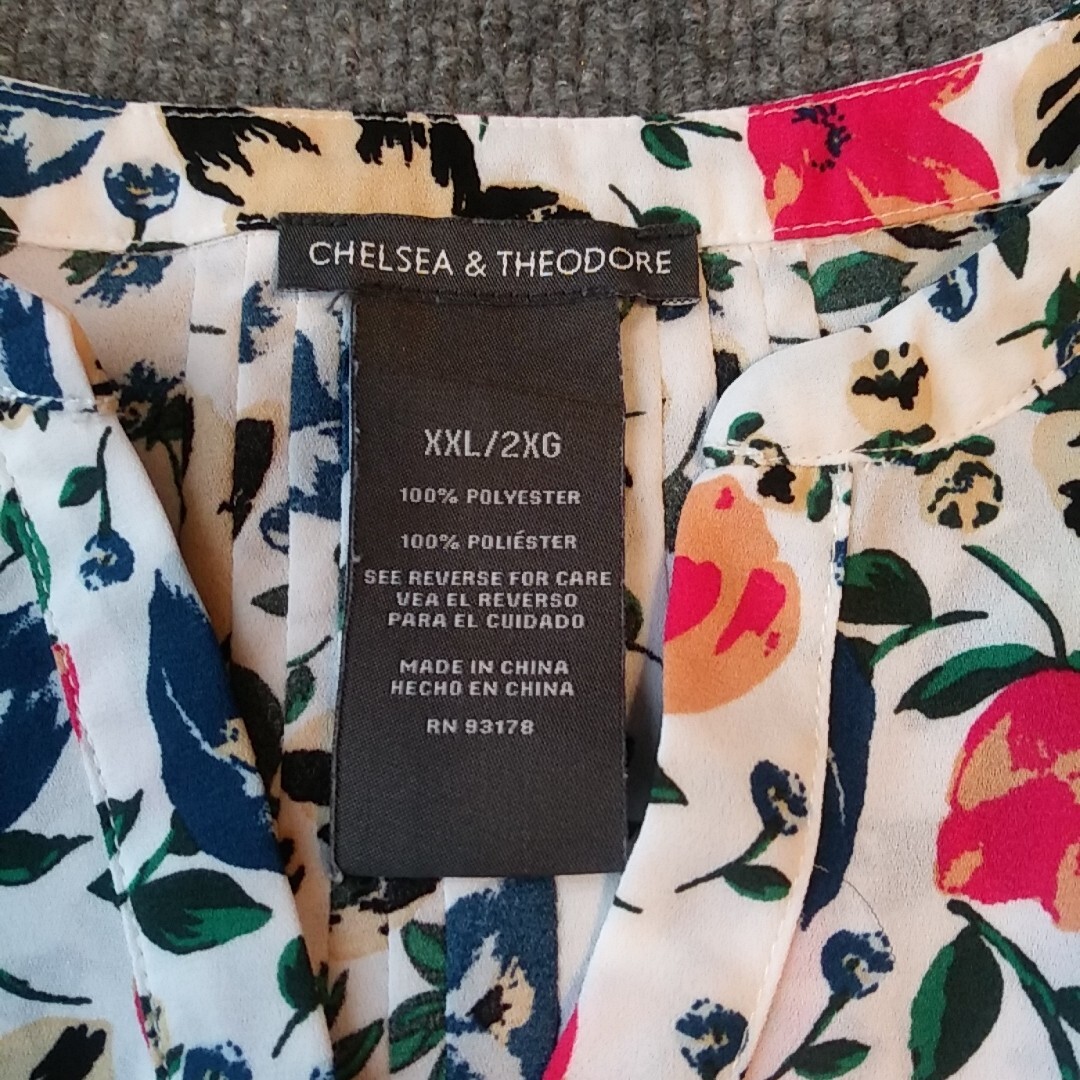 CHELSEA & THEODORE
XXL/2XG
100% POLYESTER
100% POLIÉSTER
SEE REVERSE FOR CARE
VEA EL REVERSO
PARA EL CUIDADO
MADE IN CHINA
HECHO EN CHINA
RN 93178